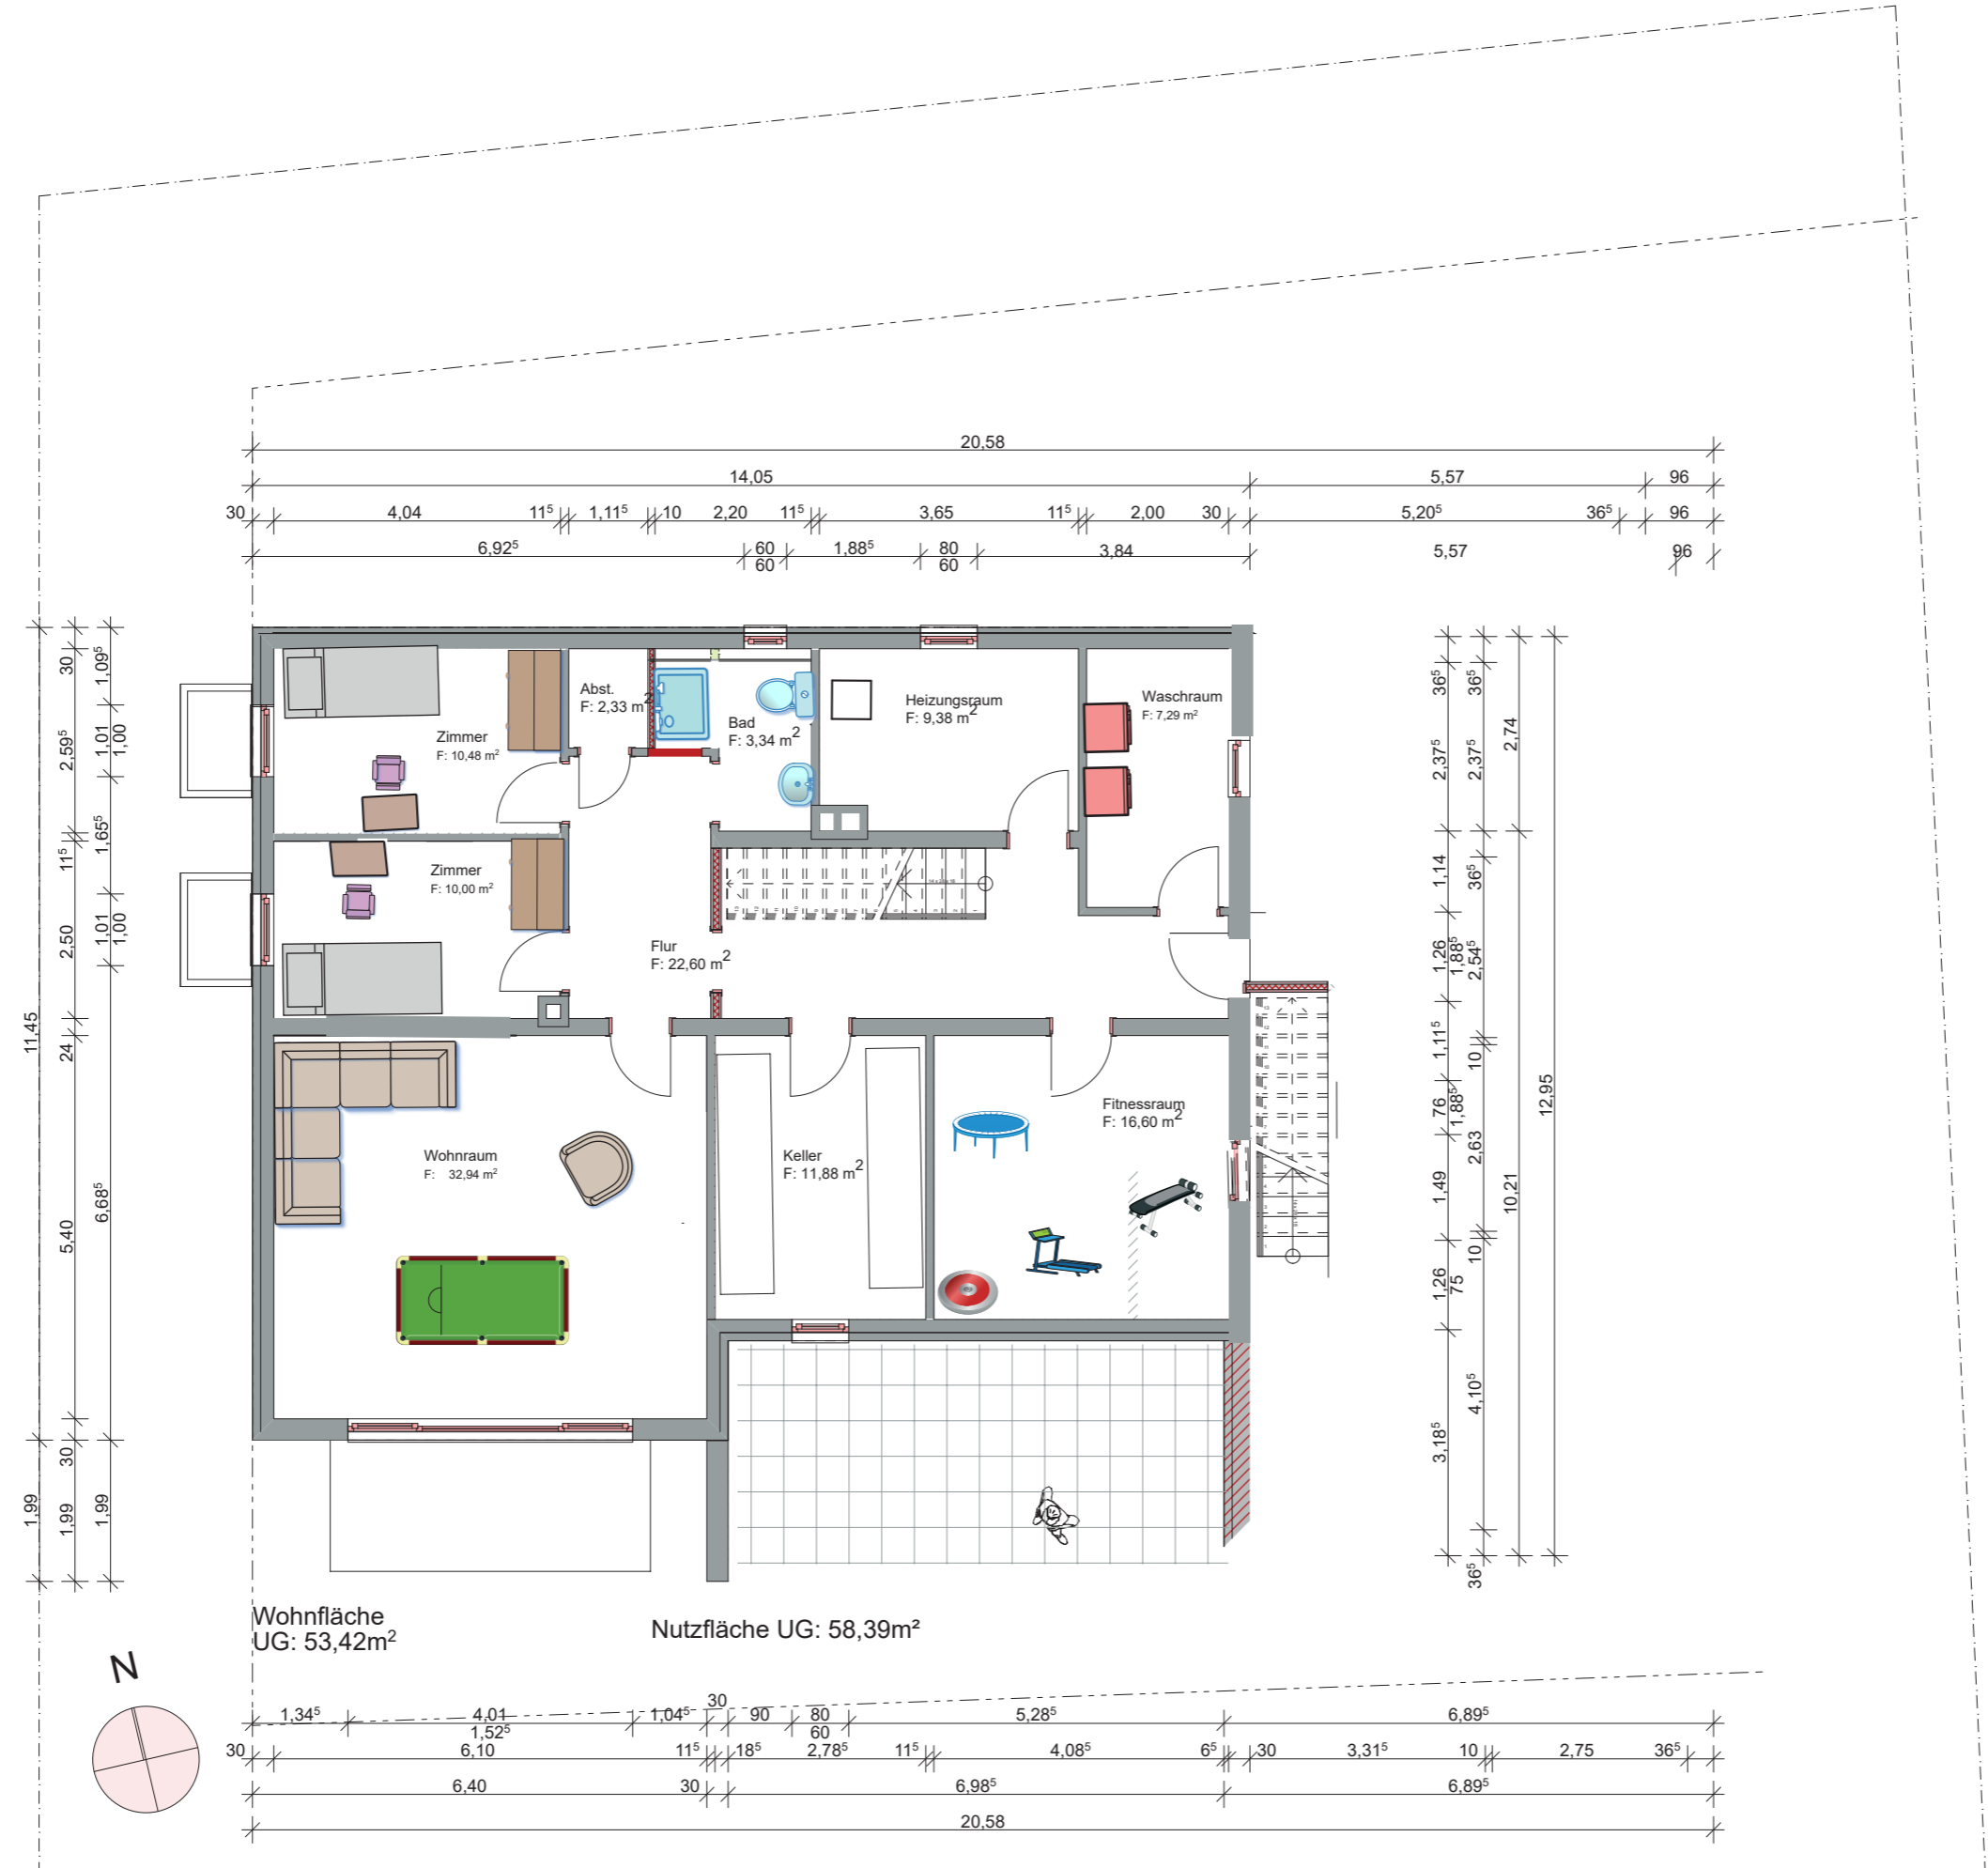 20,58
14,05 5,57 96
30 4,04 11⁵ 1,11⁵ 10 2,20 11⁵ 3,65 11⁵ 2,00 30 5,20⁵ 36⁵ 96
6,92⁵ 60 1,88⁵ 80 3,84 5,57 96
60 60
11,45
1,99
30
2,59⁵
11⁵
2,50
24
5,40
30
1,99
1,09⁵
1,01
1,00
1,65⁵
1,01
1,00
6,68⁵
1,99
Zimmer
F: 10,48 m²
Abst.
F: 2,33 m²
Bad
F: 3,34 m²
Heizungsraum
F: 9,38 m²
Waschraum
F: 7,29 m²
Zimmer
F: 10,00 m²
Flur
F: 22,60 m²
Wohnraum
F: 32,94 m²
Keller
F: 11,88 m²
Fitnessraum
F: 16,60 m²
36⁵
2,37⁵
1,14
1,26
1,88⁵
1,11⁵
76
1,88⁵
1,49
1,26
75
3,18⁵
36⁵
2,37⁵
36⁵
2,54⁵
10
2,63
10
4,10⁵
36⁵
2,74
10,21
12,95
Wohnfläche
UG: 53,42m²
Nutzfläche UG: 58,39m²
N
1,34⁵ 4,01 1,04⁵ 30 90 80 5,28⁵ 6,89⁵
1,52⁵ 60
30 6,10 11⁵ 18⁵ 2,78⁵ 11⁵ 4,08⁵ 6⁵ 30 3,31⁵ 10 2,75 36⁵
6,40 30 6,98⁵ 6,89⁵
20,58